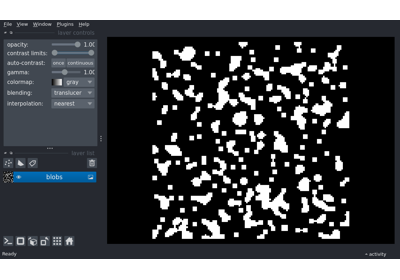 File View Window Plugins Help
layer controls
opacity: 1.00
contrast limits:
auto-contrast: once continuous
gamma: 1.00
colormap: gray
blending: translucen
interpolation: nearest
layer list
blobs
Ready
activity